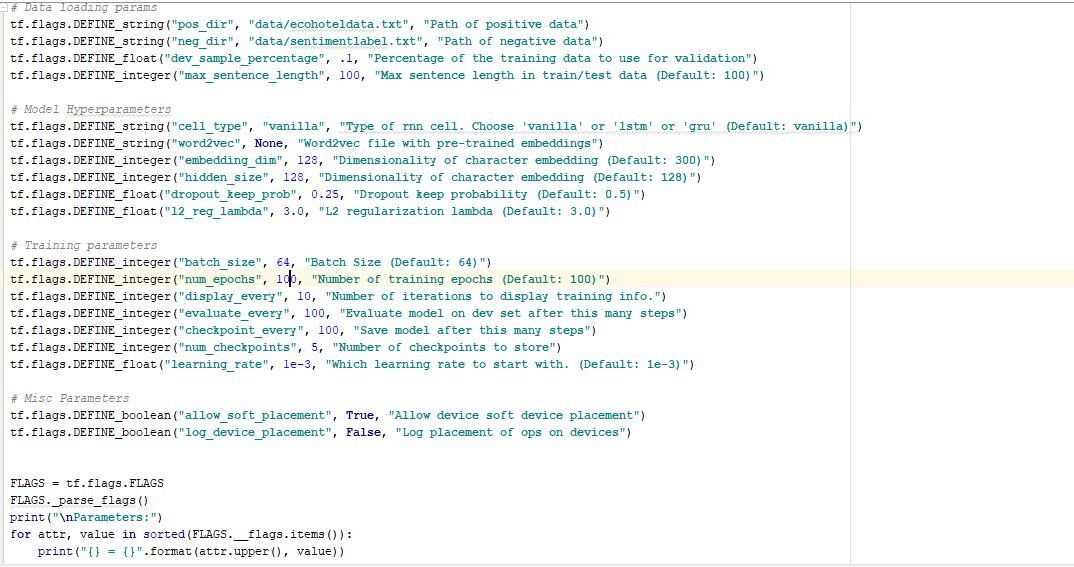 # Data loading params
tf.flags.DEFINE_string("pos_dir", "data/ecohoteldata.txt", "Path of positive data")
tf.flags.DEFINE_string("neg_dir", "data/sentimentlabel.txt", "Path of negative data")
tf.flags.DEFINE_float("dev_sample_percentage", .1, "Percentage of the training data to use for validation")
tf.flags.DEFINE_integer("max_sentence_length", 100, "Max sentence length in train/test data (Default: 100)")

# Model Hyperparameters
tf.flags.DEFINE_string("cell_type", "vanilla", "Type of rnn cell. Choose 'vanilla' or 'lstm' or 'gru' (Default: vanilla)")
tf.flags.DEFINE_string("word2vec", None, "Word2vec file with pre-trained embeddings")
tf.flags.DEFINE_integer("embedding_dim", 128, "Dimensionality of character embedding (Default: 300)")
tf.flags.DEFINE_integer("hidden_size", 128, "Dimensionality of character embedding (Default: 128)")
tf.flags.DEFINE_float("dropout_keep_prob", 0.25, "Dropout keep probability (Default: 0.5)")
tf.flags.DEFINE_float("l2_reg_lambda", 3.0, "L2 regularization lambda (Default: 3.0)")

# Training parameters
tf.flags.DEFINE_integer("batch_size", 64, "Batch Size (Default: 64)")
tf.flags.DEFINE_integer("num_epochs", 100, "Number of training epochs (Default: 100)")
tf.flags.DEFINE_integer("display_every", 10, "Number of iterations to display training info.")
tf.flags.DEFINE_integer("evaluate_every", 100, "Evaluate model on dev set after this many steps")
tf.flags.DEFINE_integer("checkpoint_every", 100, "Save model after this many steps")
tf.flags.DEFINE_integer("num_checkpoints", 5, "Number of checkpoints to store")
tf.flags.DEFINE_float("learning_rate", 1e-3, "Which learning rate to start with. (Default: 1e-3)")

# Misc Parameters
tf.flags.DEFINE_boolean("allow_soft_placement", True, "Allow device soft device placement")
tf.flags.DEFINE_boolean("log_device_placement", False, "Log placement of ops on devices")


FLAGS = tf.flags.FLAGS
FLAGS._parse_flags()
print("\nParameters:")
for attr, value in sorted(FLAGS.__flags.items()):
    print("{} = {}".format(attr.upper(), value))